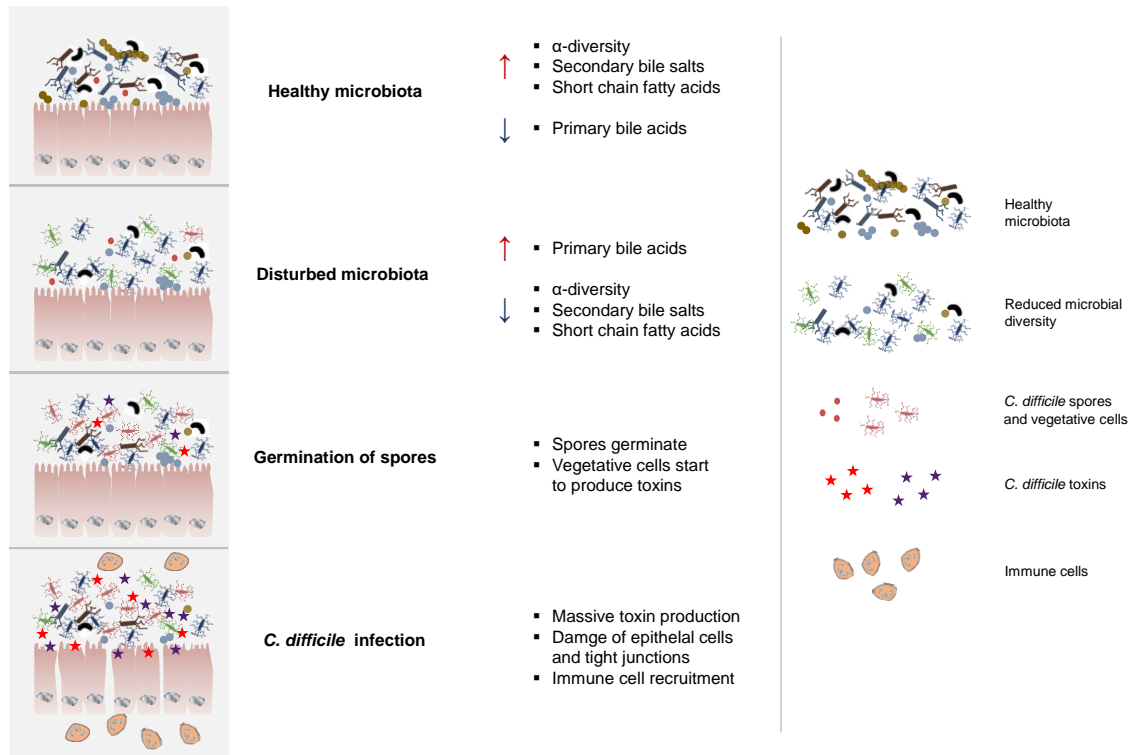 Healthy microbiota
▪ α-diversity
▪ Secondary bile salts
▪ Short chain fatty acids
▪ Primary bile acids
Disturbed microbiota
▪ Primary bile acids
▪ α-diversity
▪ Secondary bile salts
▪ Short chain fatty acids
Germination of spores
▪ Spores germinate
▪ Vegetative cells start
to produce toxins
C. difficile infection
▪ Massive toxin production
▪ Damge of epithelal cells
and tight junctions
▪ Immune cell recruitment
Healthy
microbiota
Reduced microbial
diversity
C. difficile spores
and vegetative cells
C. difficile toxins
Immune cells